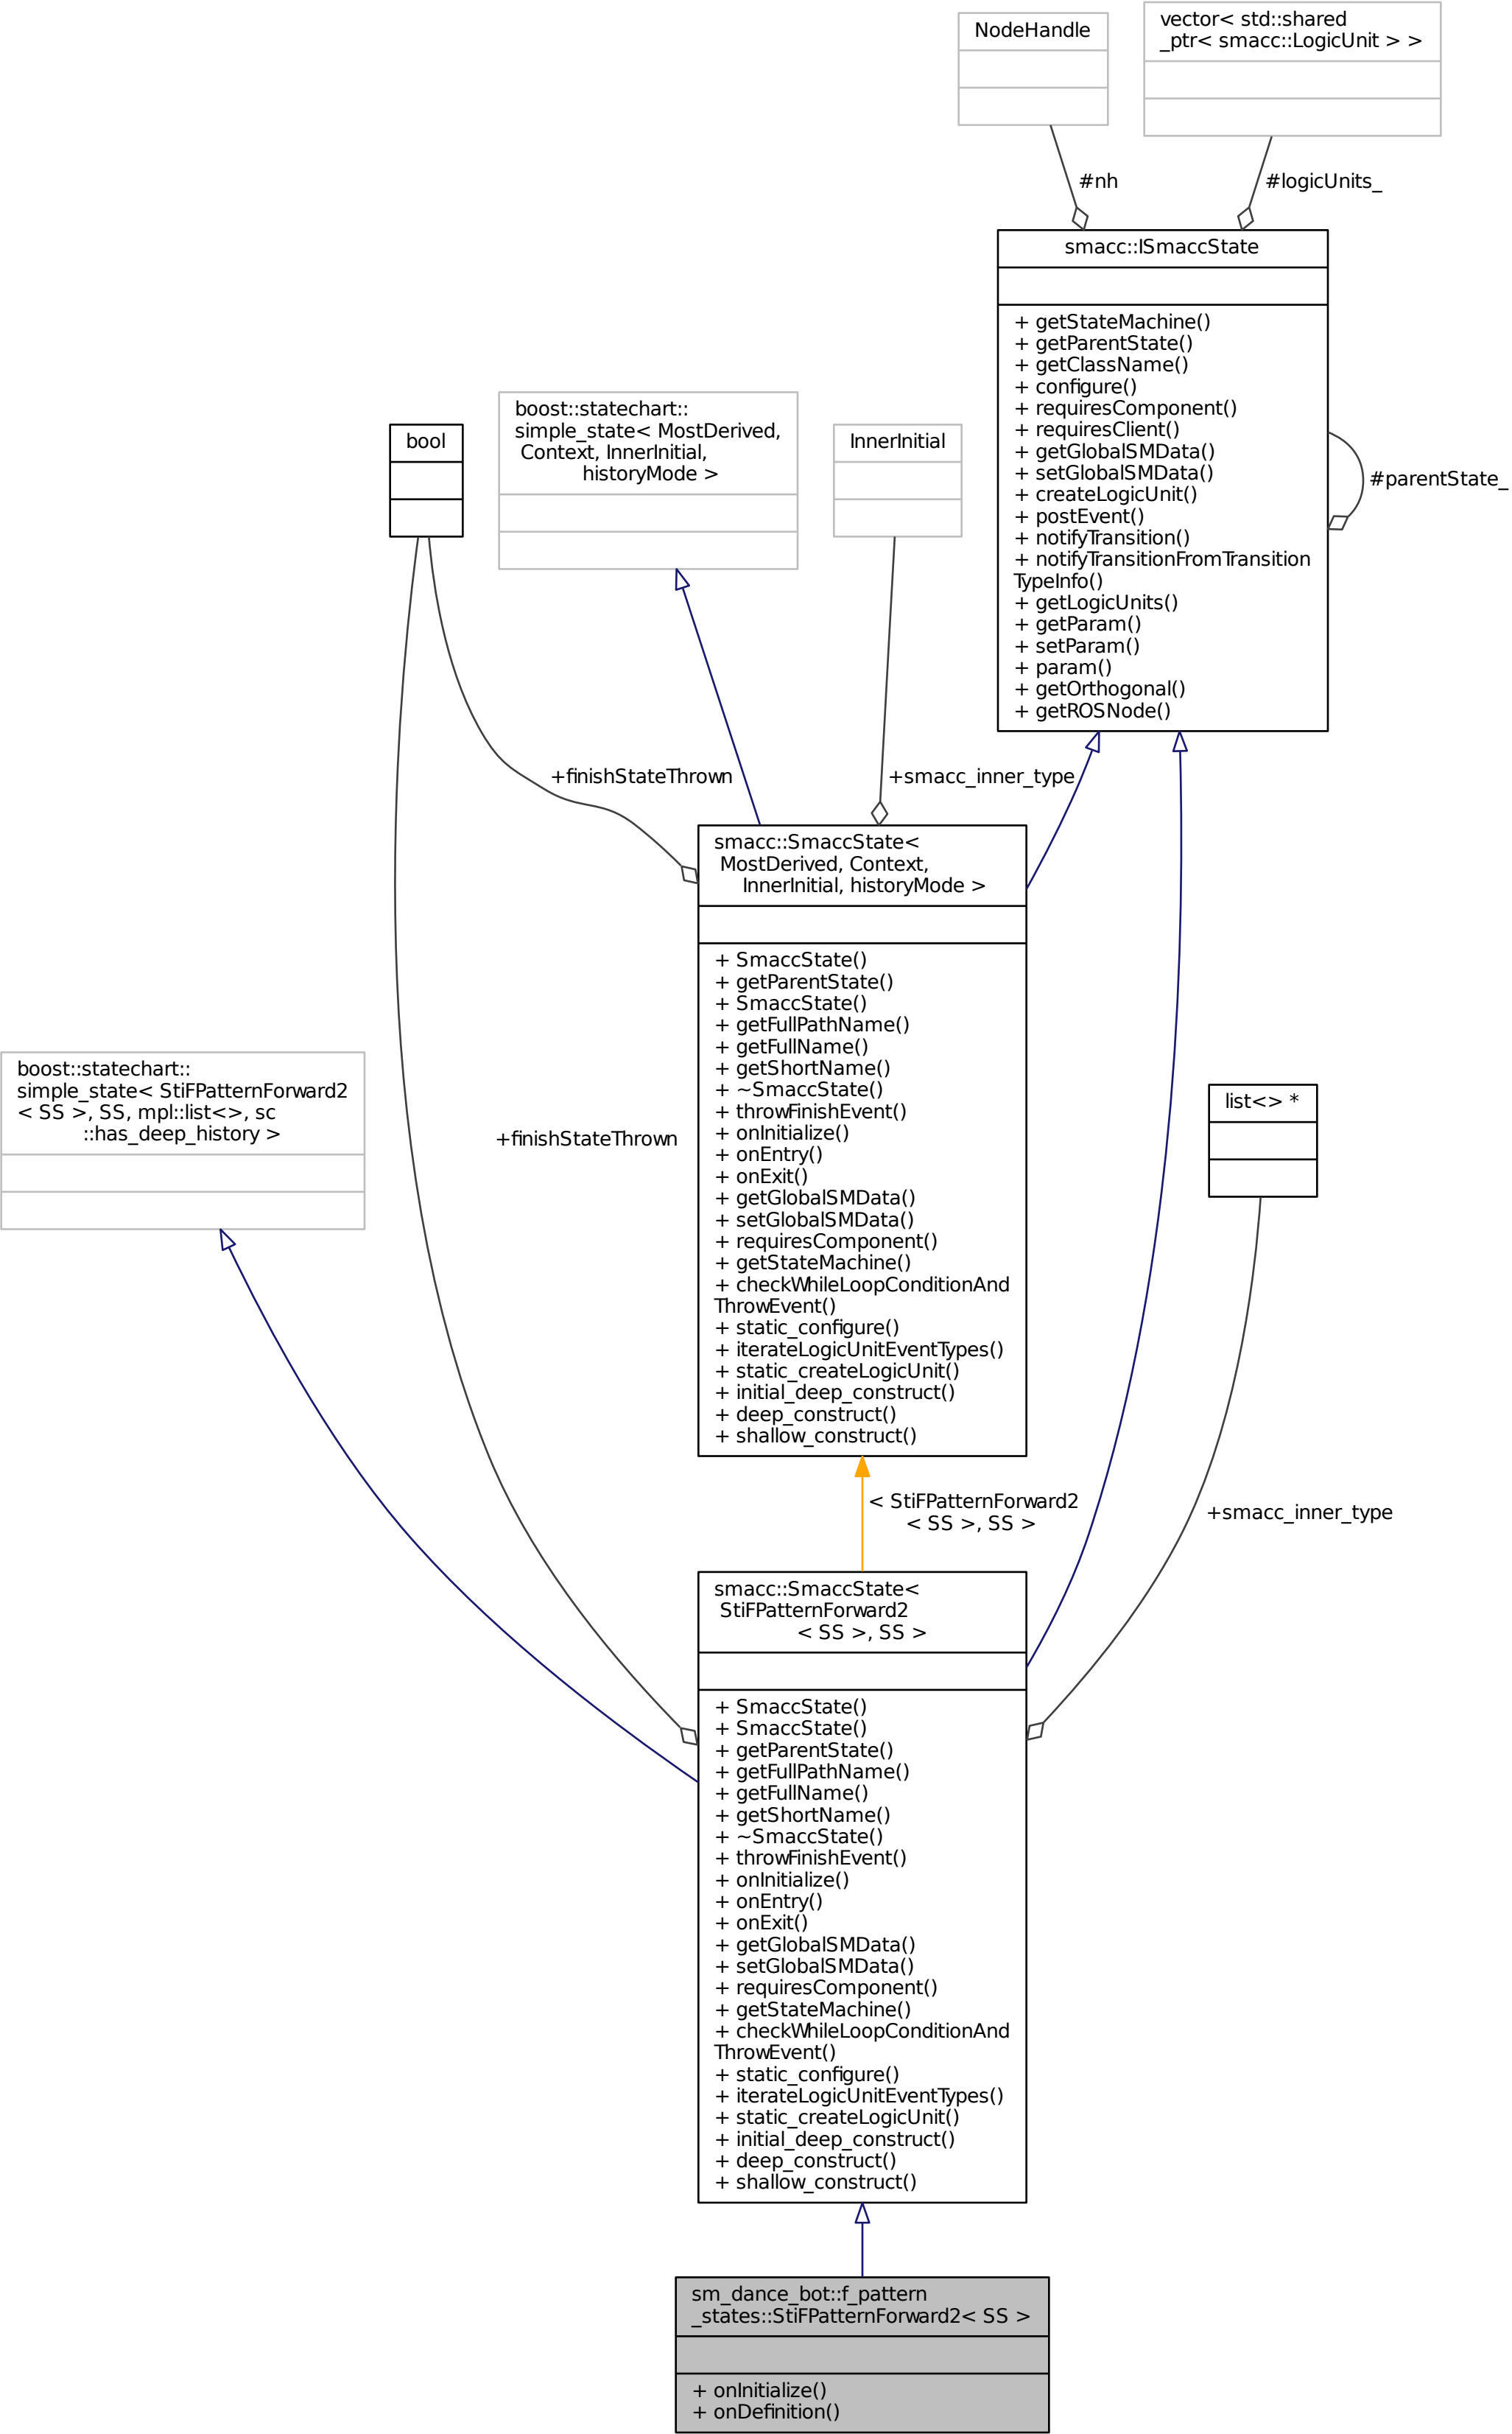 NodeHandle
vector< std::shared
_ptr< smacc::LogicUnit > >
#nh
#logicUnits_
smacc::ISmaccState
+ getStateMachine()
+ getParentState()
+ getClassName()
+ configure()
+ requiresComponent()
+ requiresClient()
+ getGlobalSMData()
+ setGlobalSMData()
+ createLogicUnit()
+ postEvent()
+ notifyTransition()
+ notifyTransitionFromTransition
TypeInfo()
+ getLogicUnits()
+ getParam()
+ setParam()
+ param()
+ getOrthogonal()
+ getROSNode()
#parentState_
bool
boost::statechart::
simple_state< MostDerived,
Context, InnerInitial,
historyMode >
InnerInitial
+finishStateThrown
+smacc_inner_type
smacc::SmaccState<
MostDerived, Context,
InnerInitial, historyMode >
+ SmaccState()
+ getParentState()
+ SmaccState()
+ getFullPathName()
+ getFullName()
+ getShortName()
+ ~SmaccState()
+ throwFinishEvent()
+ onInitialize()
+ onEntry()
+ onExit()
+ getGlobalSMData()
+ setGlobalSMData()
+ requiresComponent()
+ getStateMachine()
+ checkWhileLoopConditionAnd
ThrowEvent()
+ static_configure()
+ iterateLogicUnitEventTypes()
+ static_createLogicUnit()
+ initial_deep_construct()
+ deep_construct()
+ shallow_construct()
boost::statechart::
simple_state< StiFPatternForward2
< SS >, SS, mpl::list<>, sc
::has_deep_history >
+finishStateThrown
list<> *
< StiFPatternForward2
< SS >, SS >
+smacc_inner_type
smacc::SmaccState<
StiFPatternForward2
< SS >, SS >
+ SmaccState()
+ SmaccState()
+ getParentState()
+ getFullPathName()
+ getFullName()
+ getShortName()
+ ~SmaccState()
+ throwFinishEvent()
+ onInitialize()
+ onEntry()
+ onExit()
+ getGlobalSMData()
+ setGlobalSMData()
+ requiresComponent()
+ getStateMachine()
+ checkWhileLoopConditionAnd
ThrowEvent()
+ static_configure()
+ iterateLogicUnitEventTypes()
+ static_createLogicUnit()
+ initial_deep_construct()
+ deep_construct()
+ shallow_construct()
sm_dance_bot::f_pattern
_states::StiFPatternForward2< SS >
+ onInitialize()
+ onDefinition()